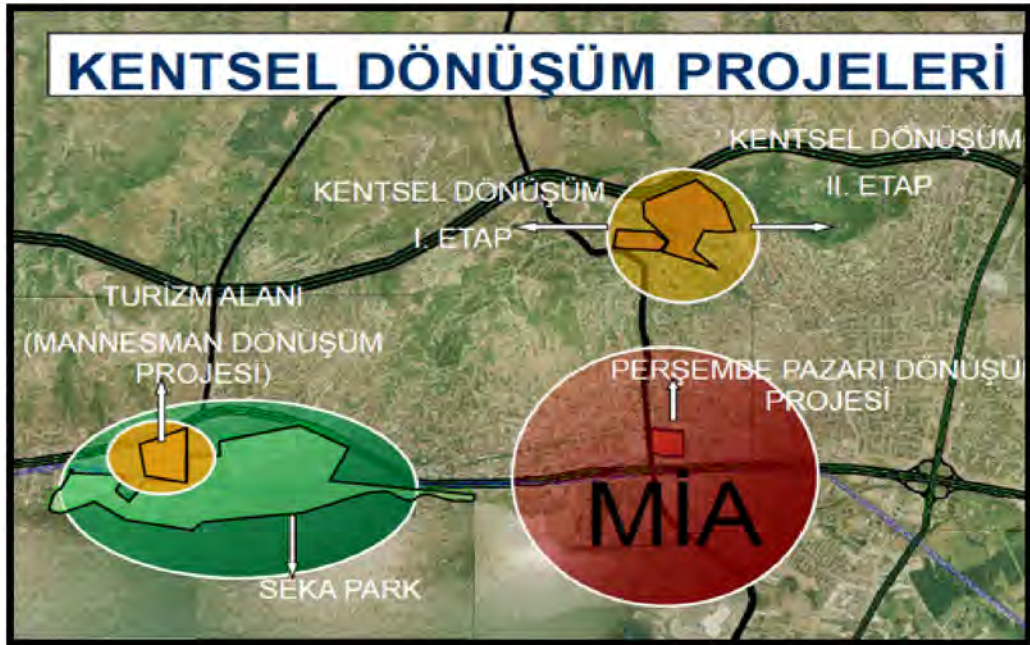 KENTSEL DÖNÜŞÜM PROJELERİ
' KENTSEL DÖNÜŞÜM
II. ETAP
KENTSEL DÖNÜŞÜM
I. ETAP
TURİZM ALANI
(MANNESMAN DÖNÜŞÜM
PROJESİ)
PERŞEMBE PAZARI DÖNÜŞÜ
PROJESİ
MİA
SEKA PARK